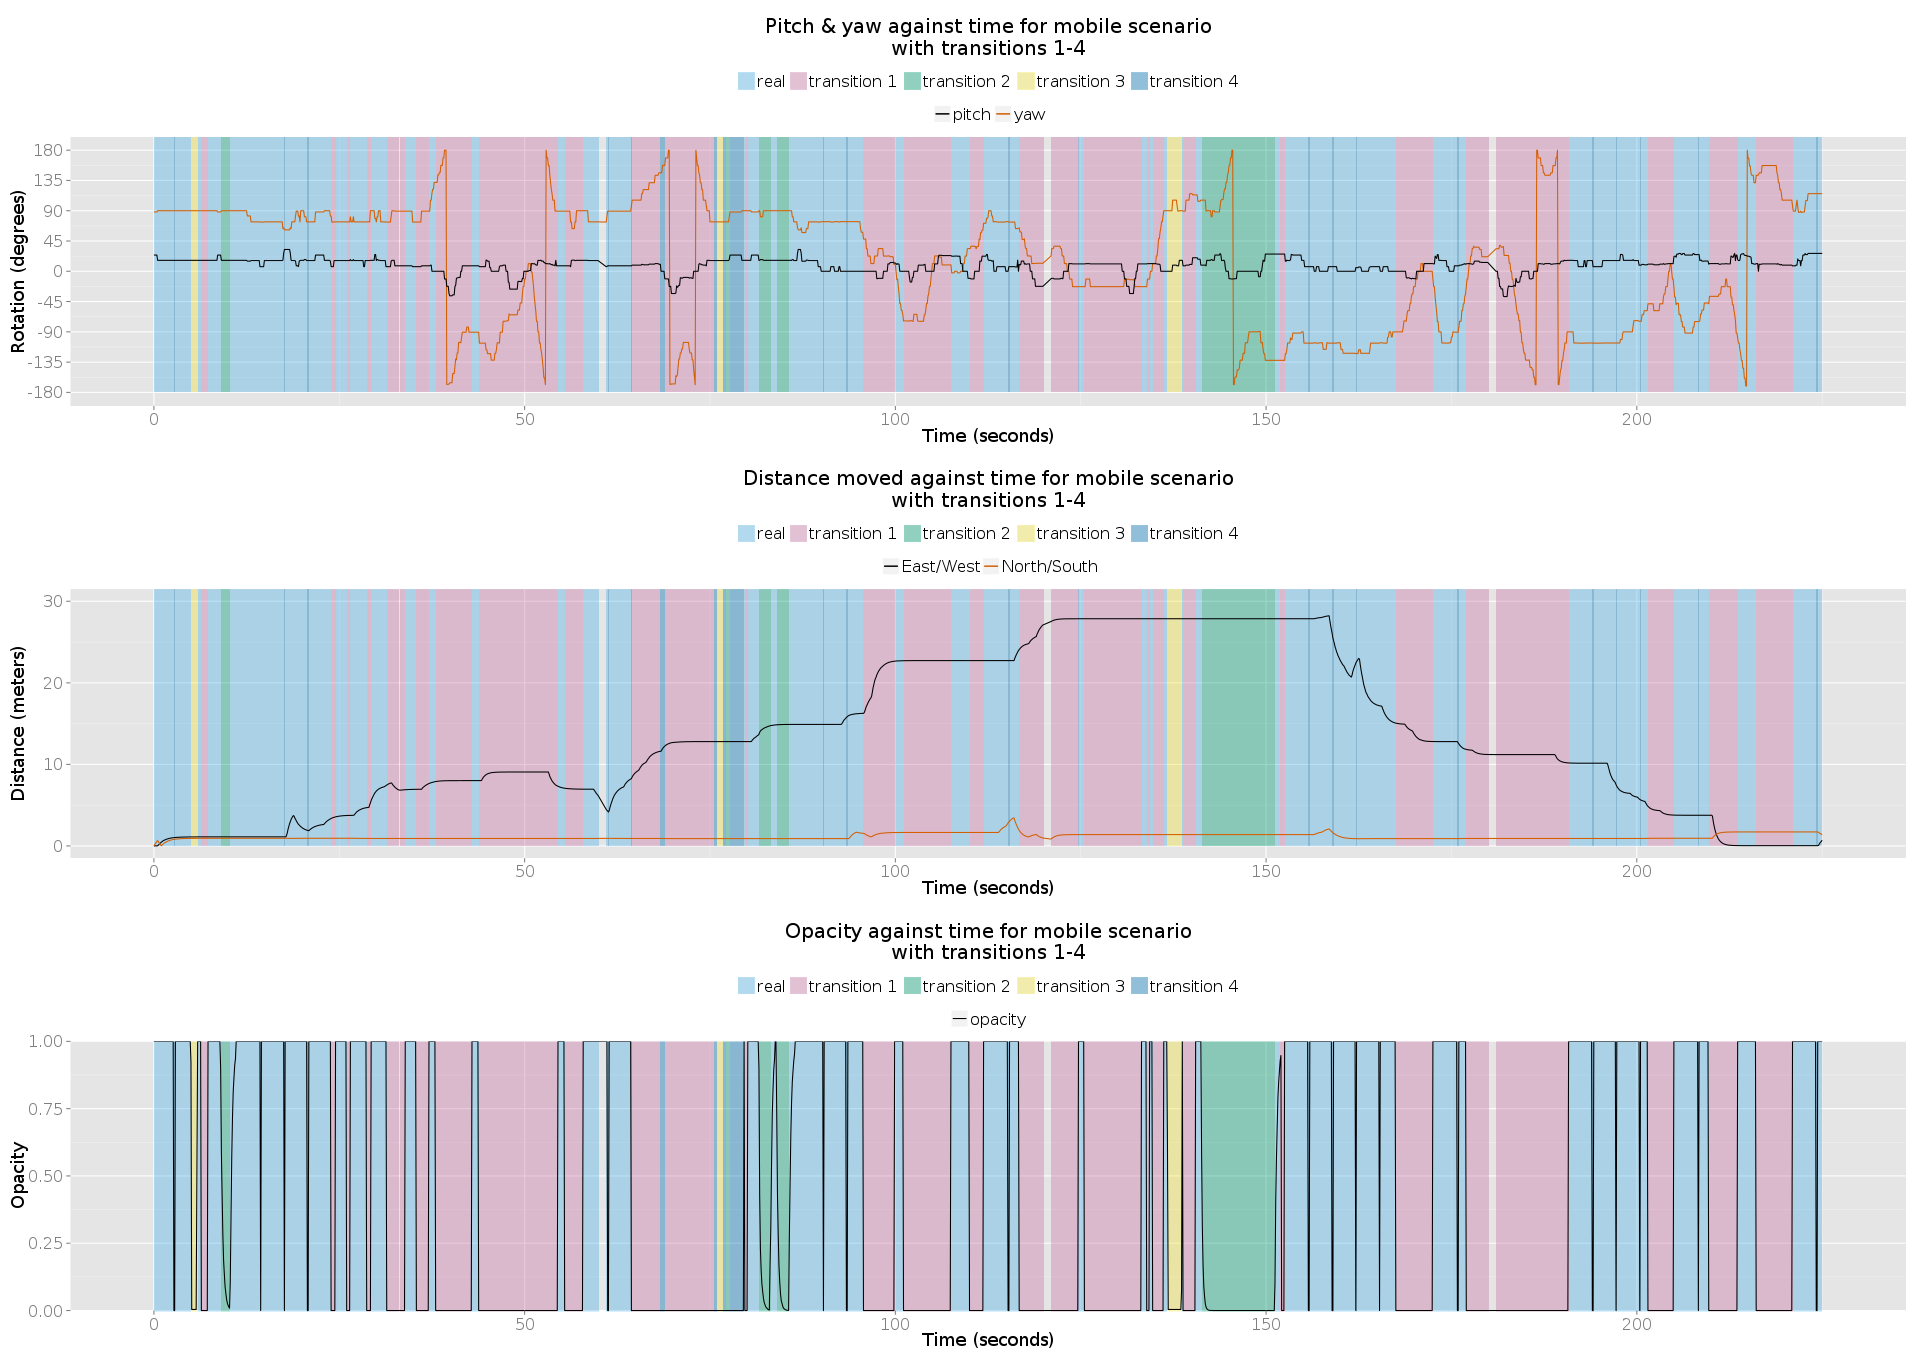 Pitch & yaw against time for mobile scenario
with transitions 1-4
real transition 1 transition 2 transition 3 transition 4
pitch yaw
Rotation (degrees)
180
135
90
45
0
-45
-90
-135
-180
0 50 100 150 200
Time (seconds)
Distance moved against time for mobile scenario
with transitions 1-4
real transition 1 transition 2 transition 3 transition 4
East/West North/South
Distance (meters)
30
20
10
0
0 50 100 150 200
Time (seconds)
Opacity against time for mobile scenario
with transitions 1-4
real transition 1 transition 2 transition 3 transition 4
opacity
Opacity
1.00
0.75
0.50
0.25
0.00
0 50 100 150 200
Time (seconds)